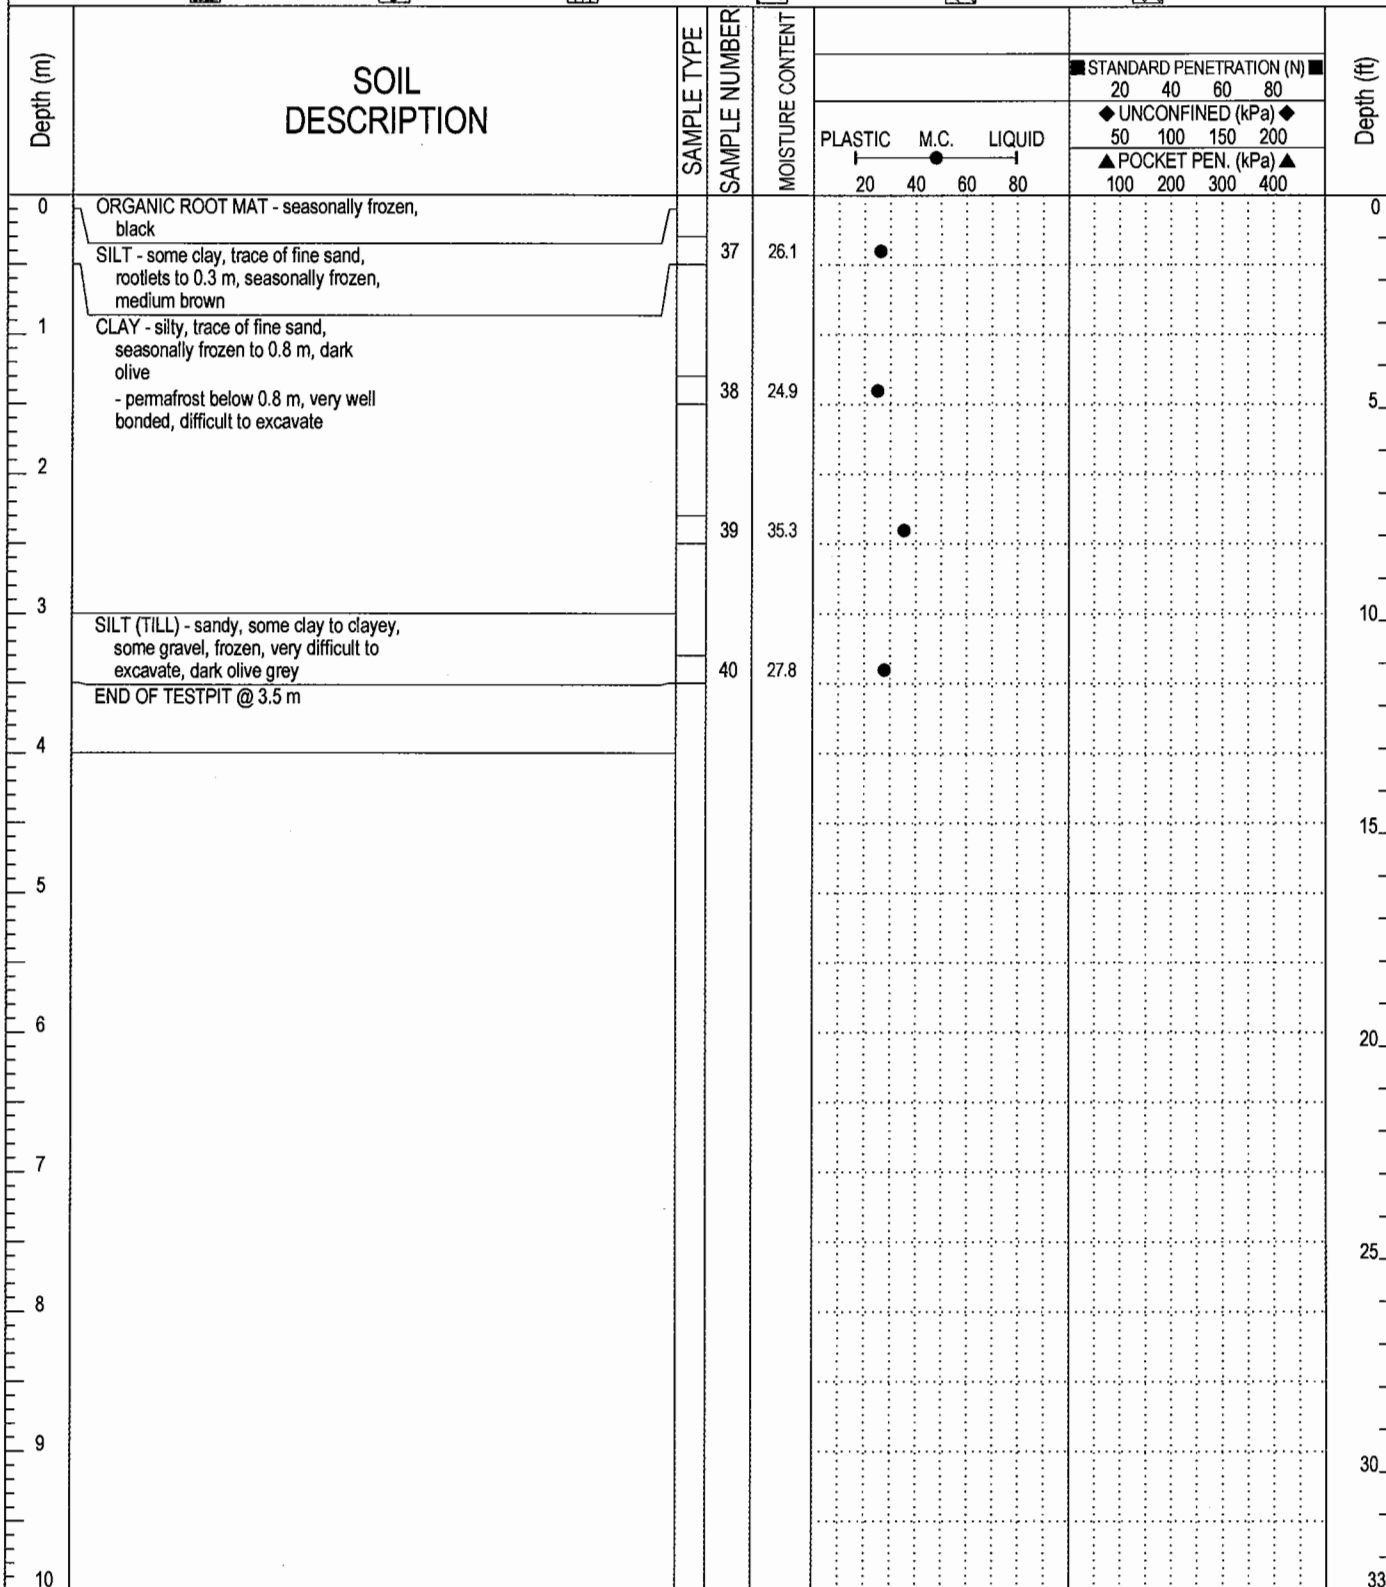 Depth (m)
SOIL
DESCRIPTION
SAMPLE TYPE
SAMPLE NUMBER
MOISTURE CONTENT
PLASTIC M.C. LIQUID
20 40 60 80
■ STANDARD PENETRATION (N) ■
20 40 60 80
◆ UNCONFINED (kPa) ◆
50 100 150 200
▲ POCKET PEN. (kPa) ▲
100 200 300 400
Depth (ft)
0
ORGANIC ROOT MAT - seasonally frozen,
black
0
SILT - some clay, trace of fine sand,
rootlets to 0.3 m, seasonally frozen,
medium brown
37 26.1
1
CLAY - silty, trace of fine sand,
seasonally frozen to 0.8 m, dark
olive
- permafrost below 0.8 m, very well
bonded, difficult to excavate
38 24.9
5
2
39 35.3
3
10
SILT (TILL) - sandy, some clay to clayey,
some gravel, frozen, very difficult to
excavate, dark olive grey
40 27.8
END OF TESTPIT @ 3.5 m
4
15
5
6
20
7
25
8
9
30
10
33